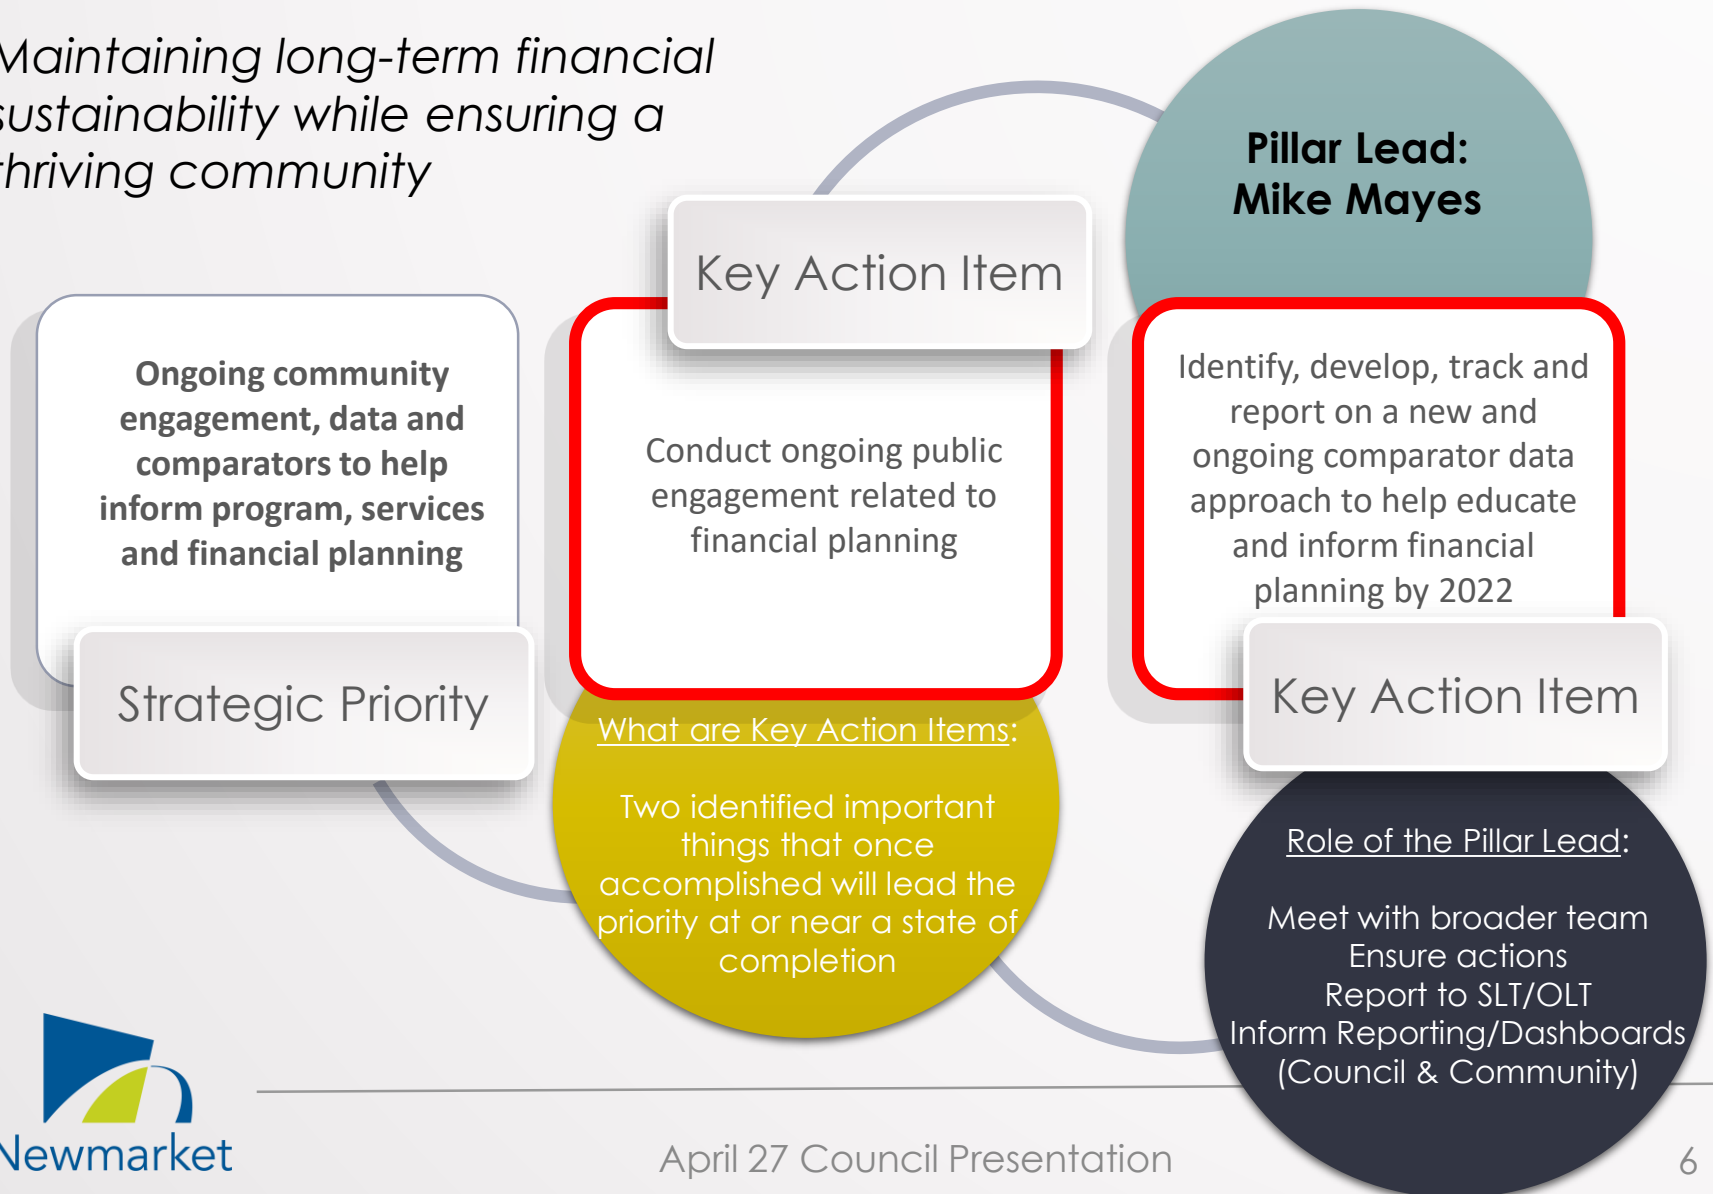 Maintaining long-term financial
sustainability while ensuring a
thriving community
Pillar Lead:
Mike Mayes
Ongoing community
engagement, data and
comparators to help
inform program, services
and financial planning
Strategic Priority
Key Action Item
Conduct ongoing public
engagement related to
financial planning
What are Key Action Items:
Two identified important
things that once
accomplished will lead the
priority at or near a state of
completion
Identify, develop, track and
report on a new and
ongoing comparator data
approach to help educate
and inform financial
planning by 2022
Key Action Item
Role of the Pillar Lead:
Meet with broader team
Ensure actions
Report to SLT/OLT
Inform Reporting/Dashboards
(Council & Community)
Newmarket
April 27 Council Presentation
6